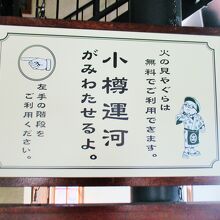 火の見やぐらは
無料でご利用できます。
小樽運河
がみわたせるよ。
左手の階段を
ご利用ください。